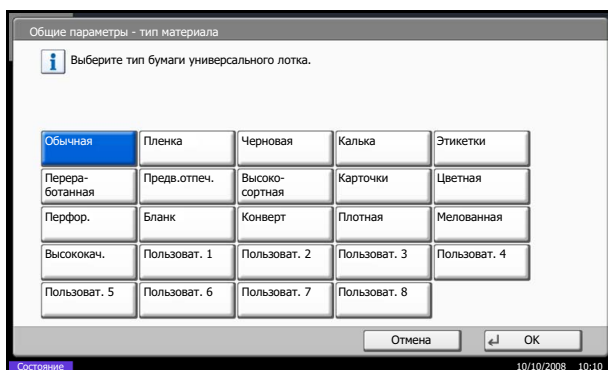 Общие параметры - тип материала
Выберите тип бумаги универсального лотка.
Обычная
Пленка
Черновая
Калька
Этикетки
Перера-
ботанная
Предв.отпеч.
Высоко-
сортная
Карточки
Цветная
Перфор.
Бланк
Конверт
Плотная
Мелованная
Высококач.
Пользоват. 1
Пользоват. 2
Пользоват. 3
Пользоват. 4
Пользоват. 5
Пользоват. 6
Пользоват. 7
Пользоват. 8
Отмена
OK
Состояние
10/10/2008 10:10